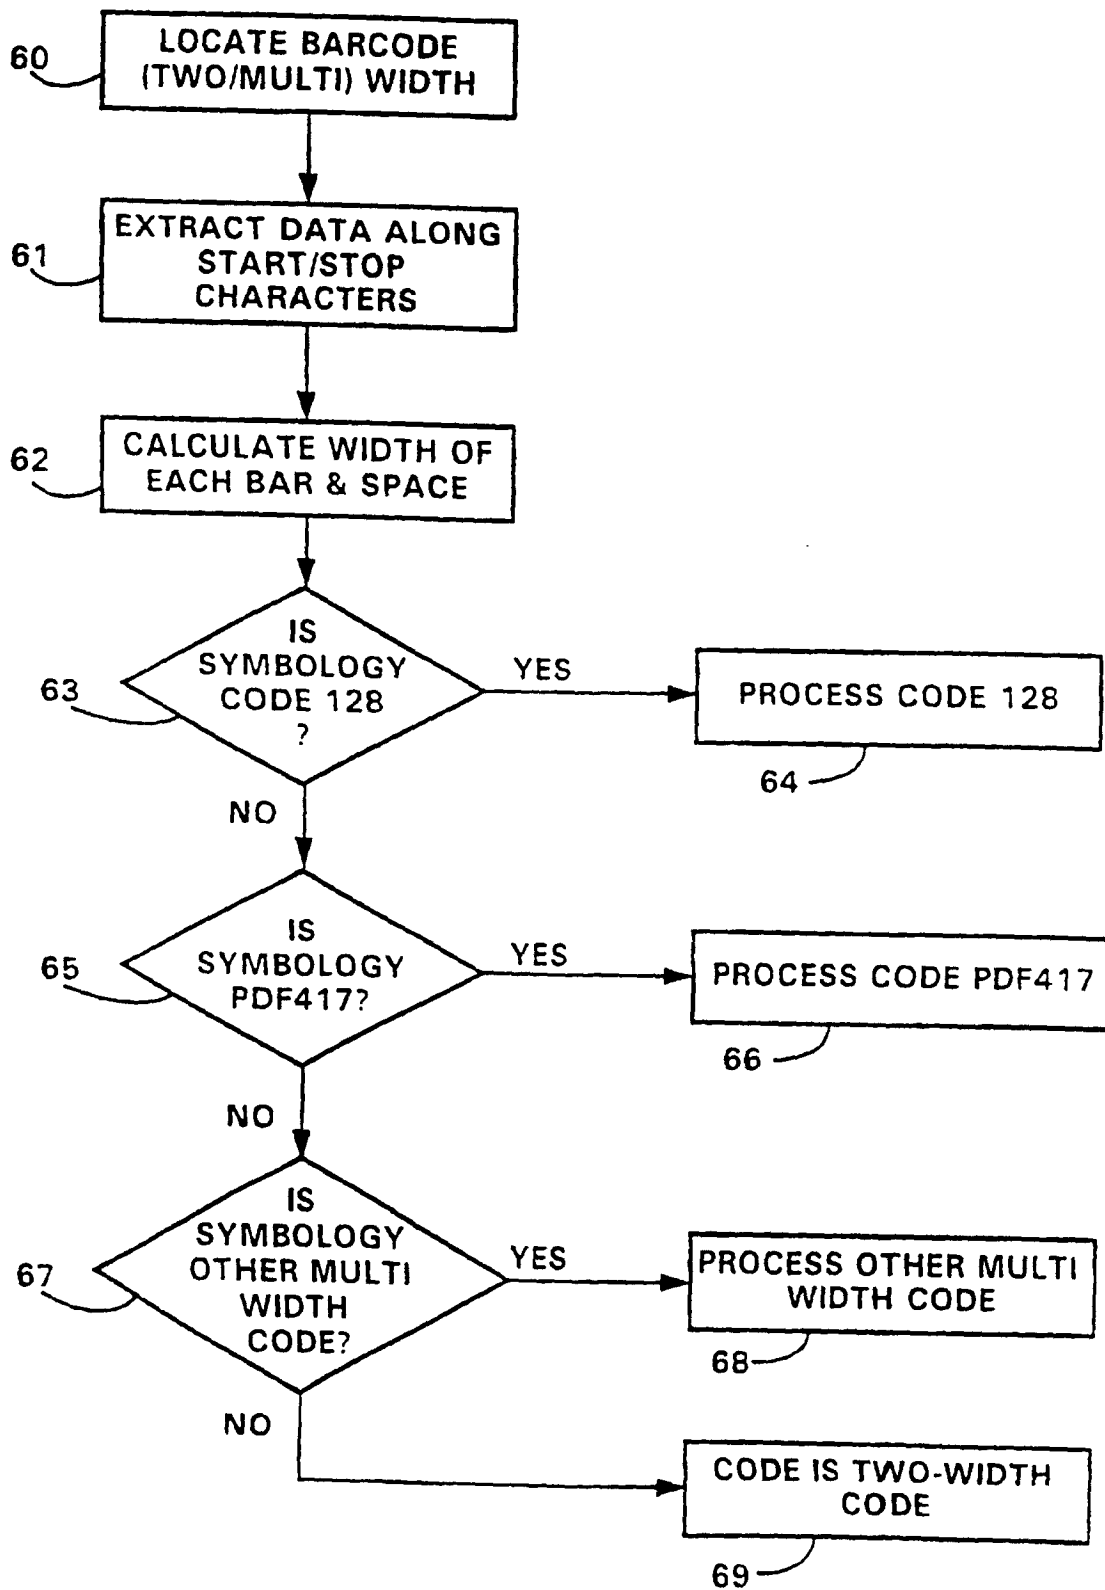 LOCATE BARCODE
(TWO/MULTI) WIDTH
60
EXTRACT DATA ALONG
START/STOP
CHARACTERS
61
CALCULATE WIDTH OF
EACH BAR & SPACE
62
IS
SYMBOLOGY
CODE 128
?
63
YES
PROCESS CODE 128
64
NO
IS
SYMBOLOGY
PDF417?
65
YES
PROCESS CODE PDF417
66
NO
IS
SYMBOLOGY
OTHER MULTI
WIDTH
CODE?
67
YES
PROCESS OTHER MULTI
WIDTH CODE
68
NO
CODE IS TWO-WIDTH
CODE
69